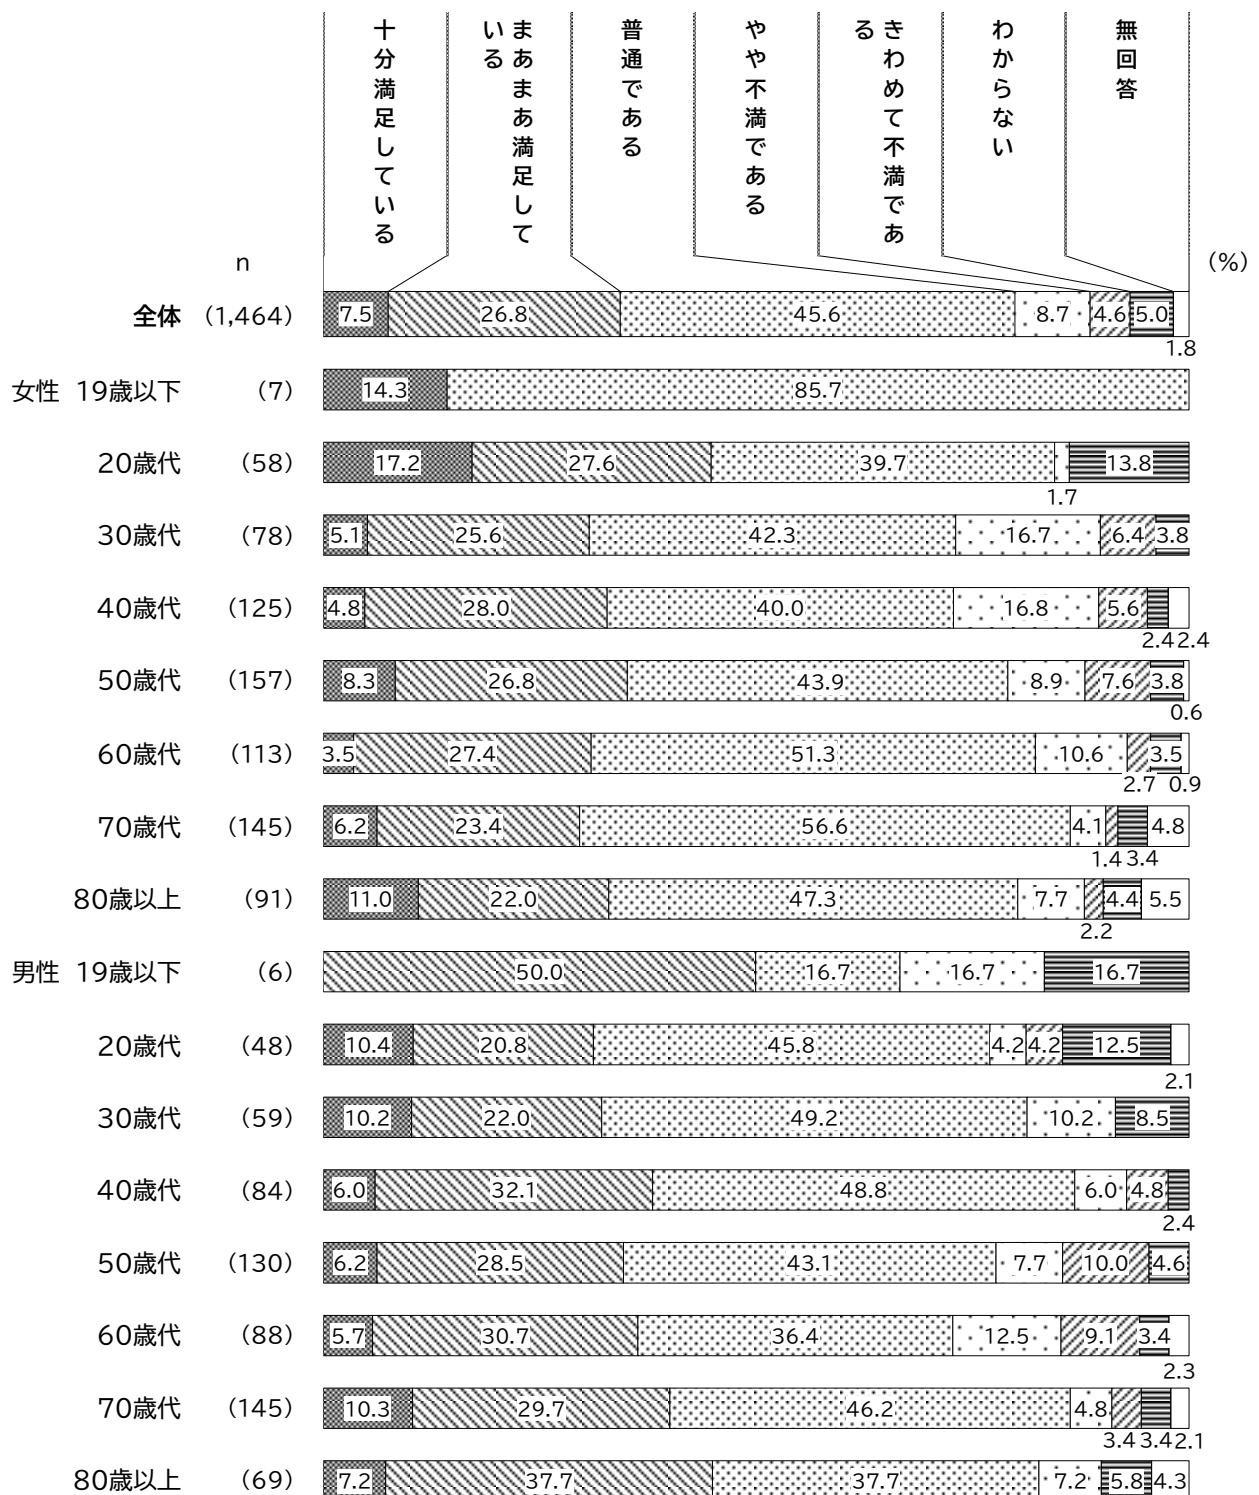 十分満足している
まあまあ満足して
いる
普通である
やや不満である
きわめて不満であ
る
わからない
無回答
n
(%)
全体 (1,464) 7.5 26.8 45.6 8.7 4.6 5.0 1.8
女性 19歳以下 (7) 14.3 85.7
20歳代 (58) 17.2 27.6 39.7 1.7 13.8
30歳代 (78) 5.1 25.6 42.3 16.7 6.4 3.8
40歳代 (125) 4.8 28.0 40.0 16.8 5.6 2.4 2.4
50歳代 (157) 8.3 26.8 43.9 8.9 7.6 3.8 0.6
60歳代 (113) 3.5 27.4 51.3 10.6 2.7 3.5 0.9
70歳代 (145) 6.2 23.4 56.6 4.1 1.4 3.4 4.8
80歳以上 (91) 11.0 22.0 47.3 7.7 2.2 4.4 5.5
男性 19歳以下 (6) 50.0 16.7 16.7 16.7
20歳代 (48) 10.4 20.8 45.8 4.2 4.2 12.5 2.1
30歳代 (59) 10.2 22.0 49.2 10.2 8.5
40歳代 (84) 6.0 32.1 48.8 6.0 4.8 2.4
50歳代 (130) 6.2 28.5 43.1 7.7 10.0 4.6
60歳代 (88) 5.7 30.7 36.4 12.5 9.1 3.4 2.3
70歳代 (145) 10.3 29.7 46.2 4.8 3.4 3.4 2.1
80歳以上 (69) 7.2 37.7 37.7 7.2 5.8 4.3